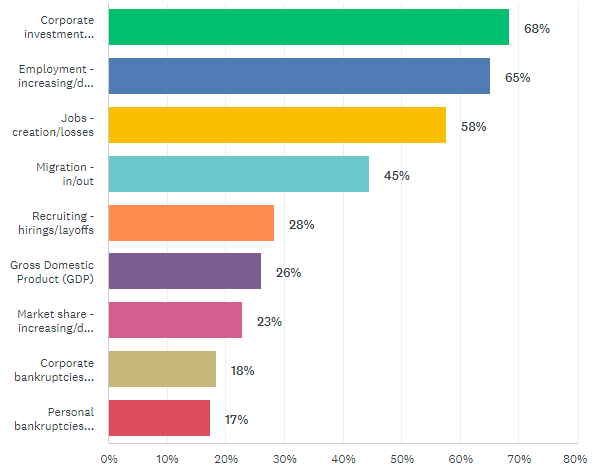 Corporate
investment...
68%
Employment -
increasing/d...
65%
Jobs -
creation/losses
58%
Migration -
in/out
45%
Recruiting -
hirings/layoffs
28%
Gross Domestic
Product (GDP)
26%
Market share -
increasing/d...
23%
Corporate
bankruptcies...
18%
Personal
bankruptcies...
17%
0% 10% 20% 30% 40% 50% 60% 70% 80%